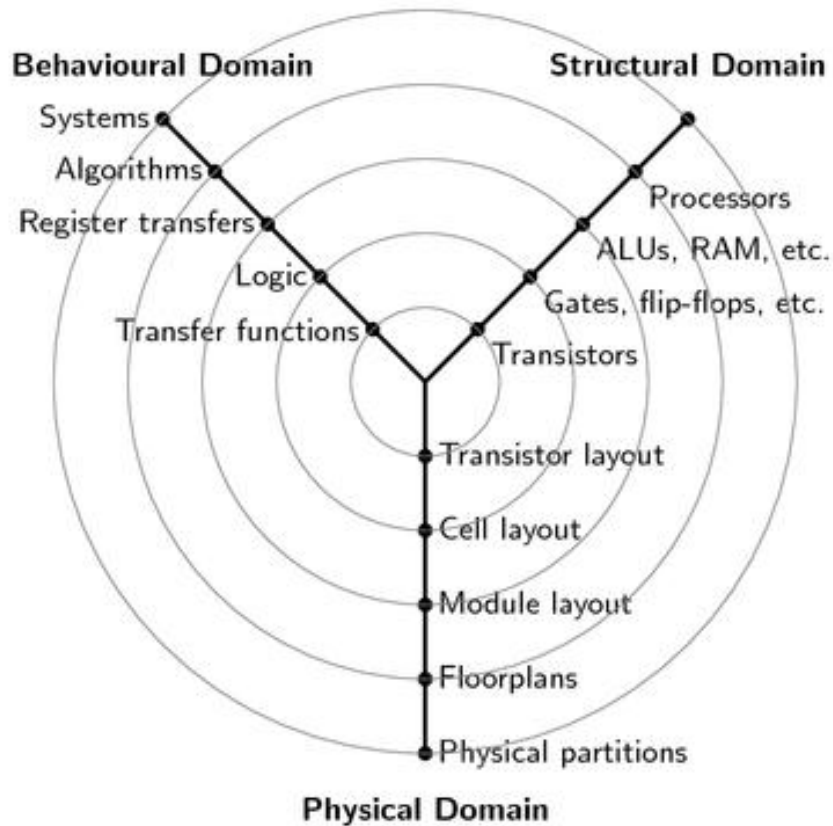 Behavioural Domain
Structural Domain
Systems
Algorithms
Register transfers
Logic
Transfer functions
Processors
ALUs, RAM, etc.
Gates, flip-flops, etc.
Transistors
Transistor layout
Cell layout
Module layout
Floorplans
Physical partitions
Physical Domain